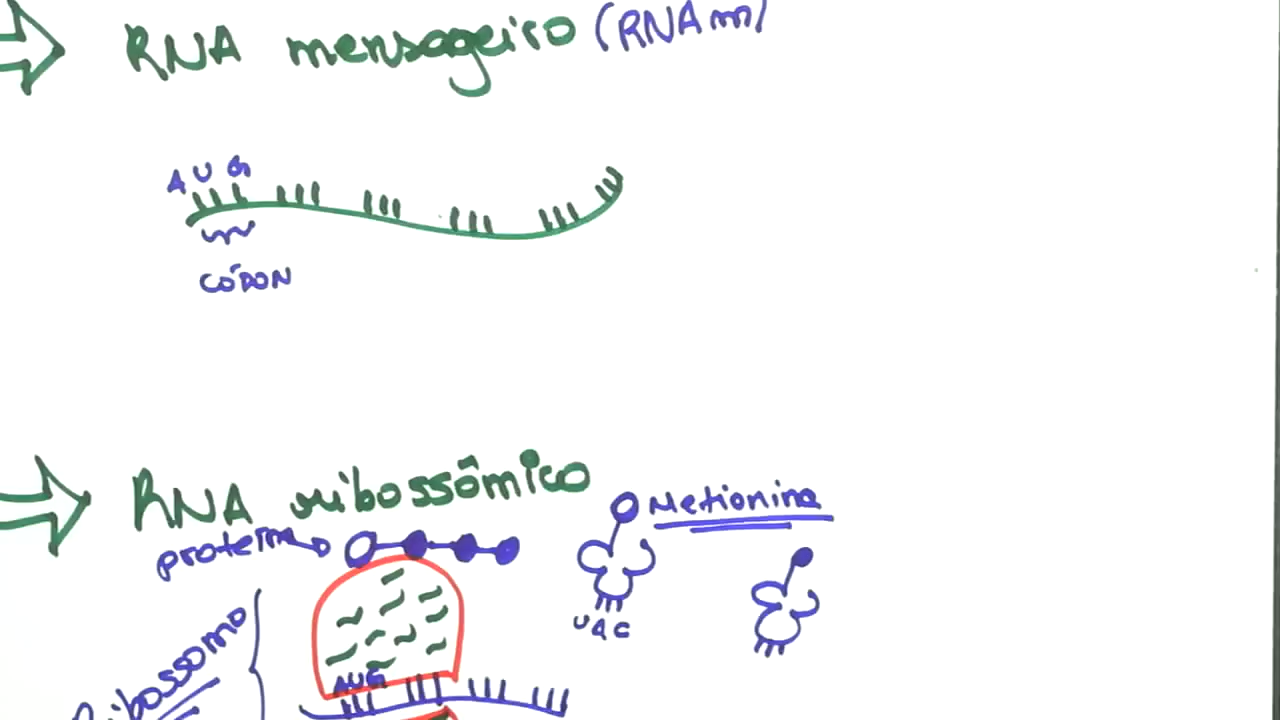 RNA mensageiro (RNAm)
AUG
CÓDON
RNA ribossômico
Metionina
proteína
UAC
Ribossomo
AUG